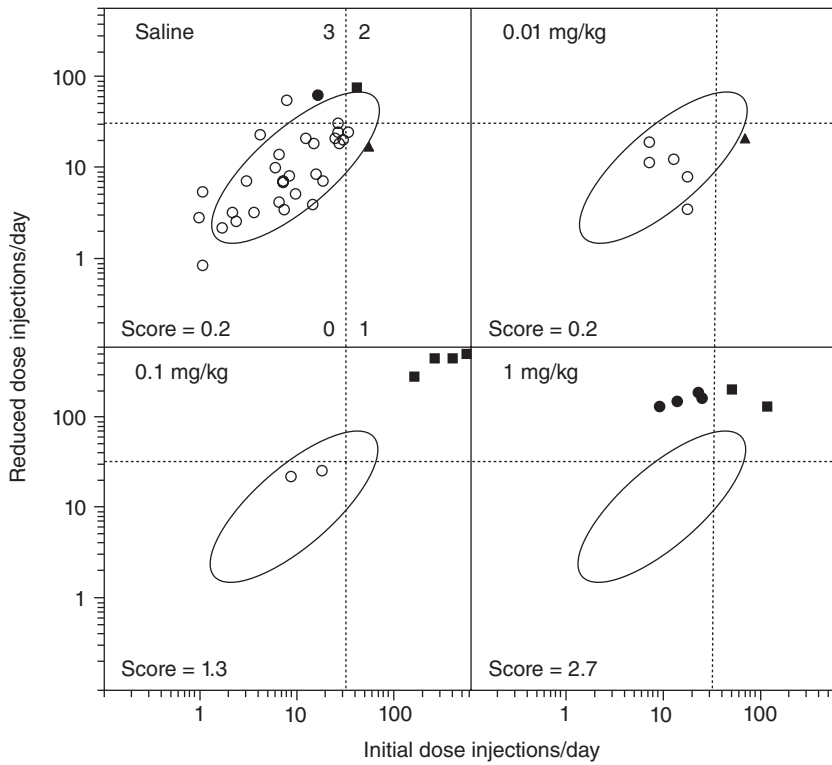 Saline 3 2
0.01 mg/kg
100
10
1
Score = 0.2 0 1
Score = 0.2
0.1 mg/kg
1 mg/kg
100
10
1
Score = 1.3
Score = 2.7
1 10 100 1 10 100
Initial dose injections/day
Reduced dose injections/day